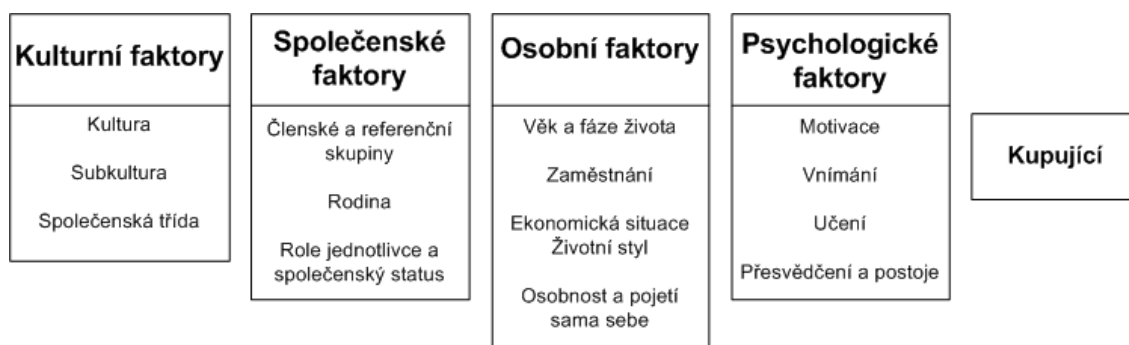 Kulturní faktory
Kultura
Subkultura
Společenská třída
Společenské
faktory
Členské a referenční
skupiny
Rodina
Role jednotlivce a
společenský status
Osobní faktory
Věk a fáze života
Zaměstnání
Ekonomická situace
Životní styl
Osobnost a pojetí
sama sebe
Psychologické
faktory
Motivace
Vnímání
Učení
Přesvědčení a postoje
Kupující